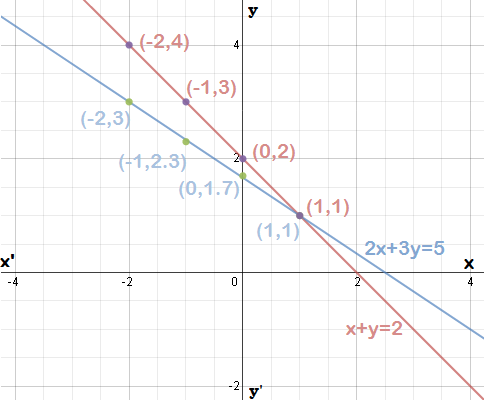 y
4
(-2,4)
(-1,3)
(-2,3)
2
(0,2)
(-1,2.3)
(0,1.7)
(1,1)
(1,1)
2x+3y=5
x'
x
-4
-2
0
2
4
x+y=2
-2
y'